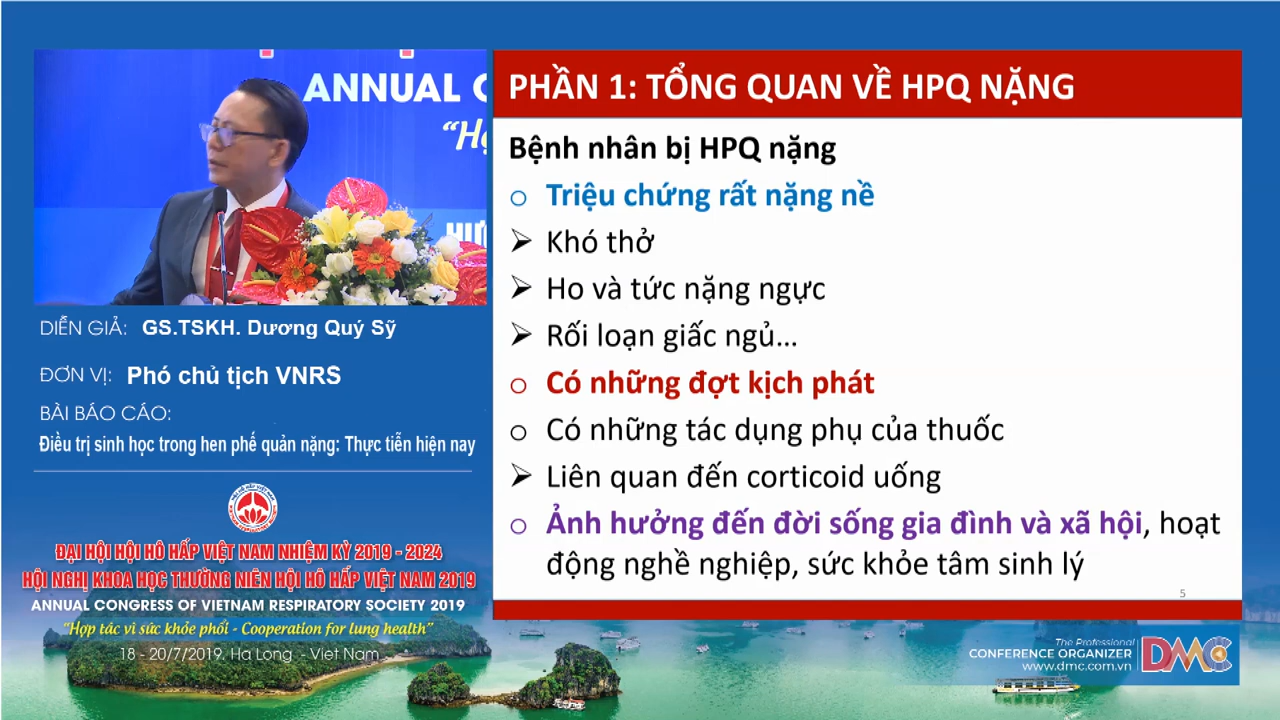 ANNUAL C
"Hợ
HƯỚ
DIỄN GIẢ: GS.TSKH. Dương Quý Sỹ
ĐƠN VỊ: Phó chủ tịch VNRS
BÀI BÁO CÁO:
Điều trị sinh học trong hen phế quản nặng: Thực tiễn hiện nay
ĐẠI HỘI HỘI HÔ HẤP VIỆT NAM NHIỆM KỲ 2019 - 2024
HỘI NGHỊ KHOA HỌC THƯỜNG NIÊN HỘI HÔ HẤP VIỆT NAM 2019
ANNUAL CONGRESS OF VIETNAM RESPIRATORY SOCIETY 2019
"Hợp tác vì sức khỏe phổi - Cooperation for lung health"
18 - 20/7/2019. Ha Long - Viet Nam
PHẦN 1: TỔNG QUAN VỀ HPQ NẶNG
Bệnh nhân bị HPQ nặng
o Triệu chứng rất nặng nề
➢ Khó thở
➢ Ho và tức nặng ngực
➢ Rối loạn giấc ngủ...
o Có những đợt kịch phát
o Có những tác dụng phụ của thuốc
➢ Liên quan đến corticoid uống
o Ảnh hưởng đến đời sống gia đình và xã hội, hoạt
động nghề nghiệp, sức khỏe tâm sinh lý
5
The Professional
CONFERENCE ORGANIZER
www.dmc.com.vn
DMC